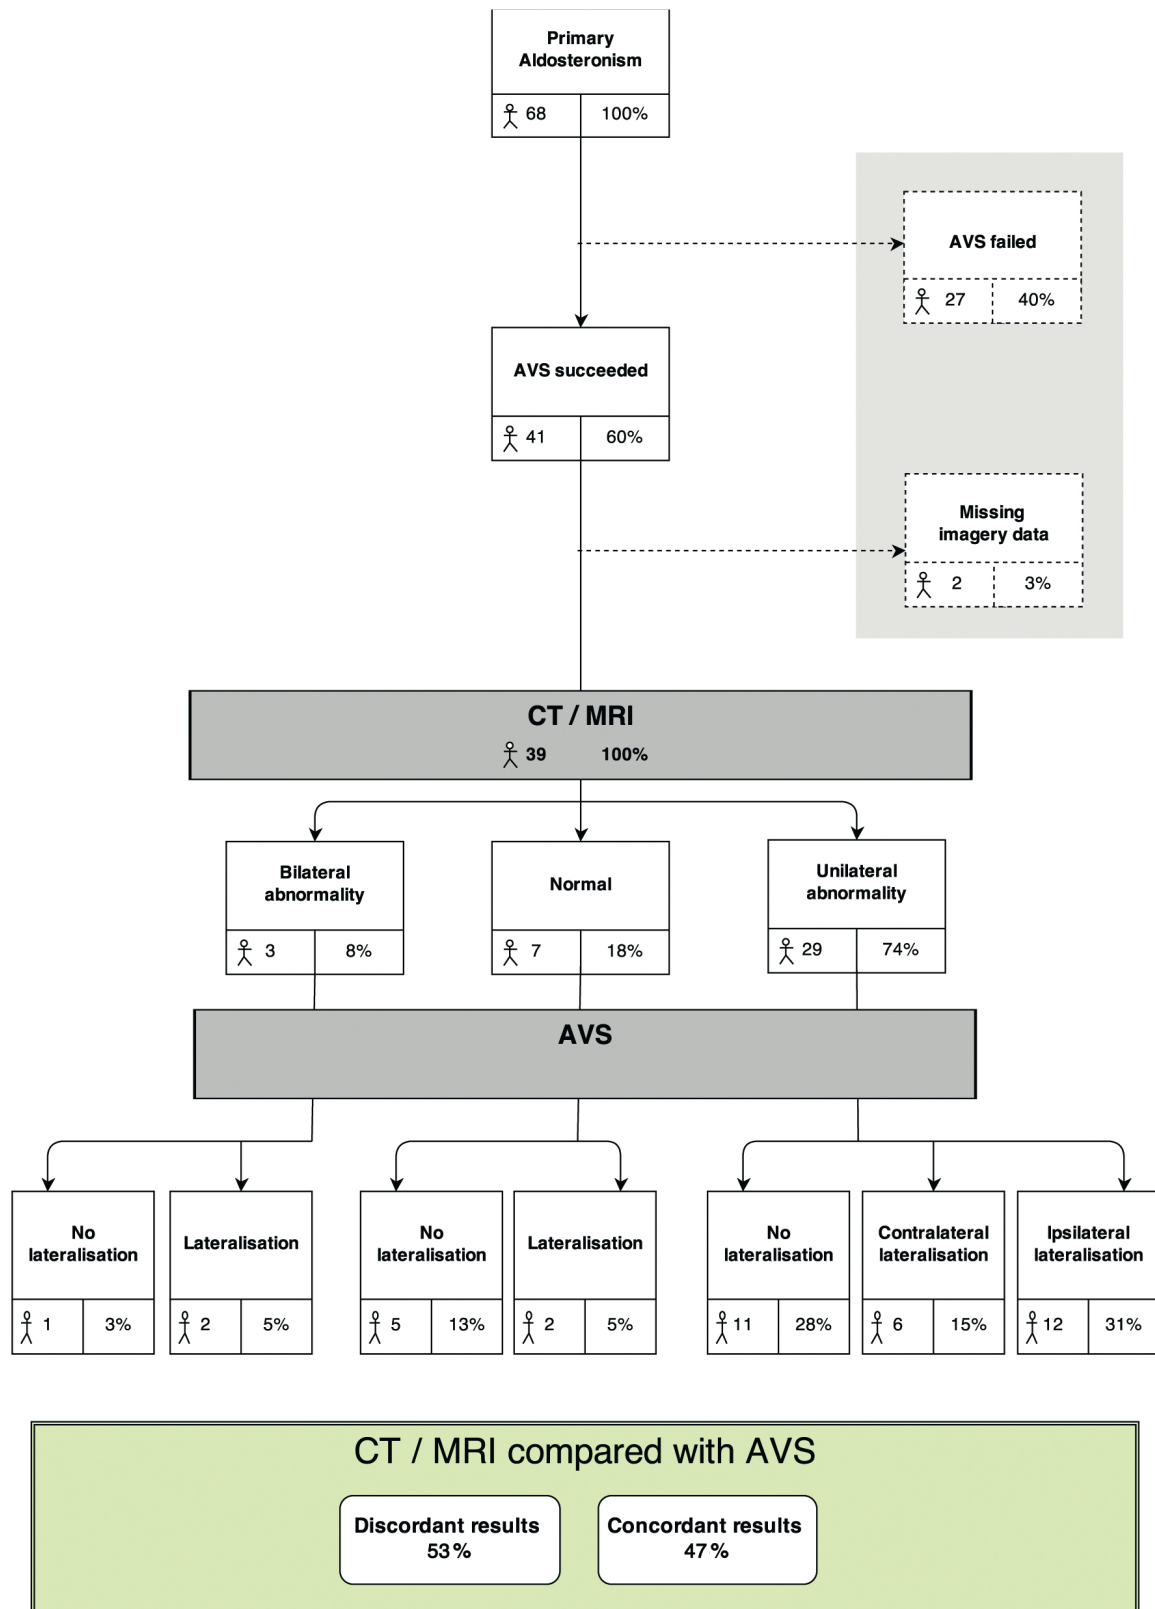 Primary
Aldosteronism
68 100%
AVS failed
27 40%
AVS succeeded
41 60%
Missing
imagery data
2 3%
CT / MRI
39 100%
Bilateral
abnormality
3 8%
Normal
7 18%
Unilateral
abnormality
29 74%
AVS
No
lateralisation
1 3%
Lateralisation
2 5%
No
lateralisation
5 13%
Lateralisation
2 5%
No
lateralisation
11 28%
Contralateral
lateralisation
6 15%
Ipsilateral
lateralisation
12 31%
CT / MRI compared with AVS
Discordant results
53%
Concordant results
47%